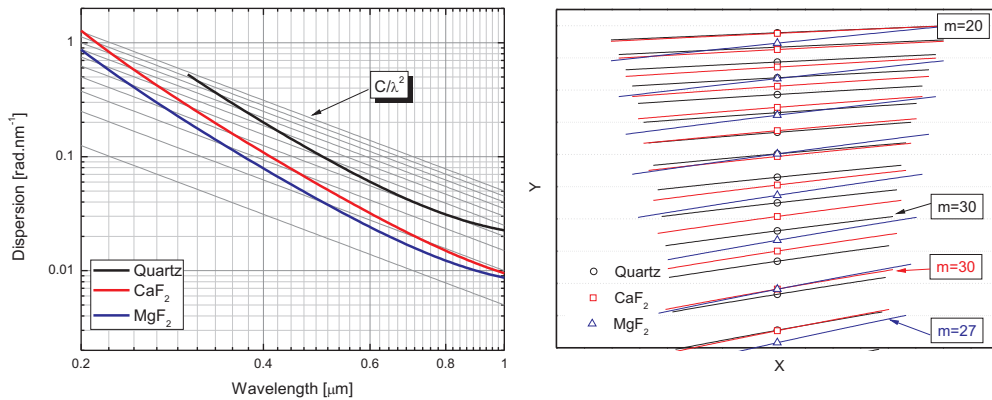 1
0.1
0.01
Dispersion [rad.nm⁻¹]
C/λ²
Quartz
CaF₂
MgF₂
0.2
0.4
0.6
0.8
1
Wavelength [μm]
Y
m=20
m=30
m=30
m=27
Quartz
CaF₂
MgF₂
X